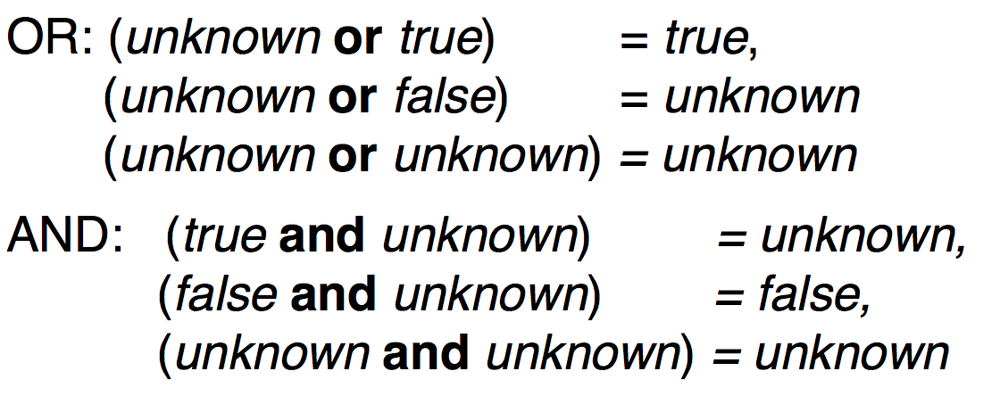 OR: (unknown or true) = true,
(unknown or false) = unknown
(unknown or unknown) = unknown
AND: (true and unknown) = unknown,
(false and unknown) = false,
(unknown and unknown) = unknown